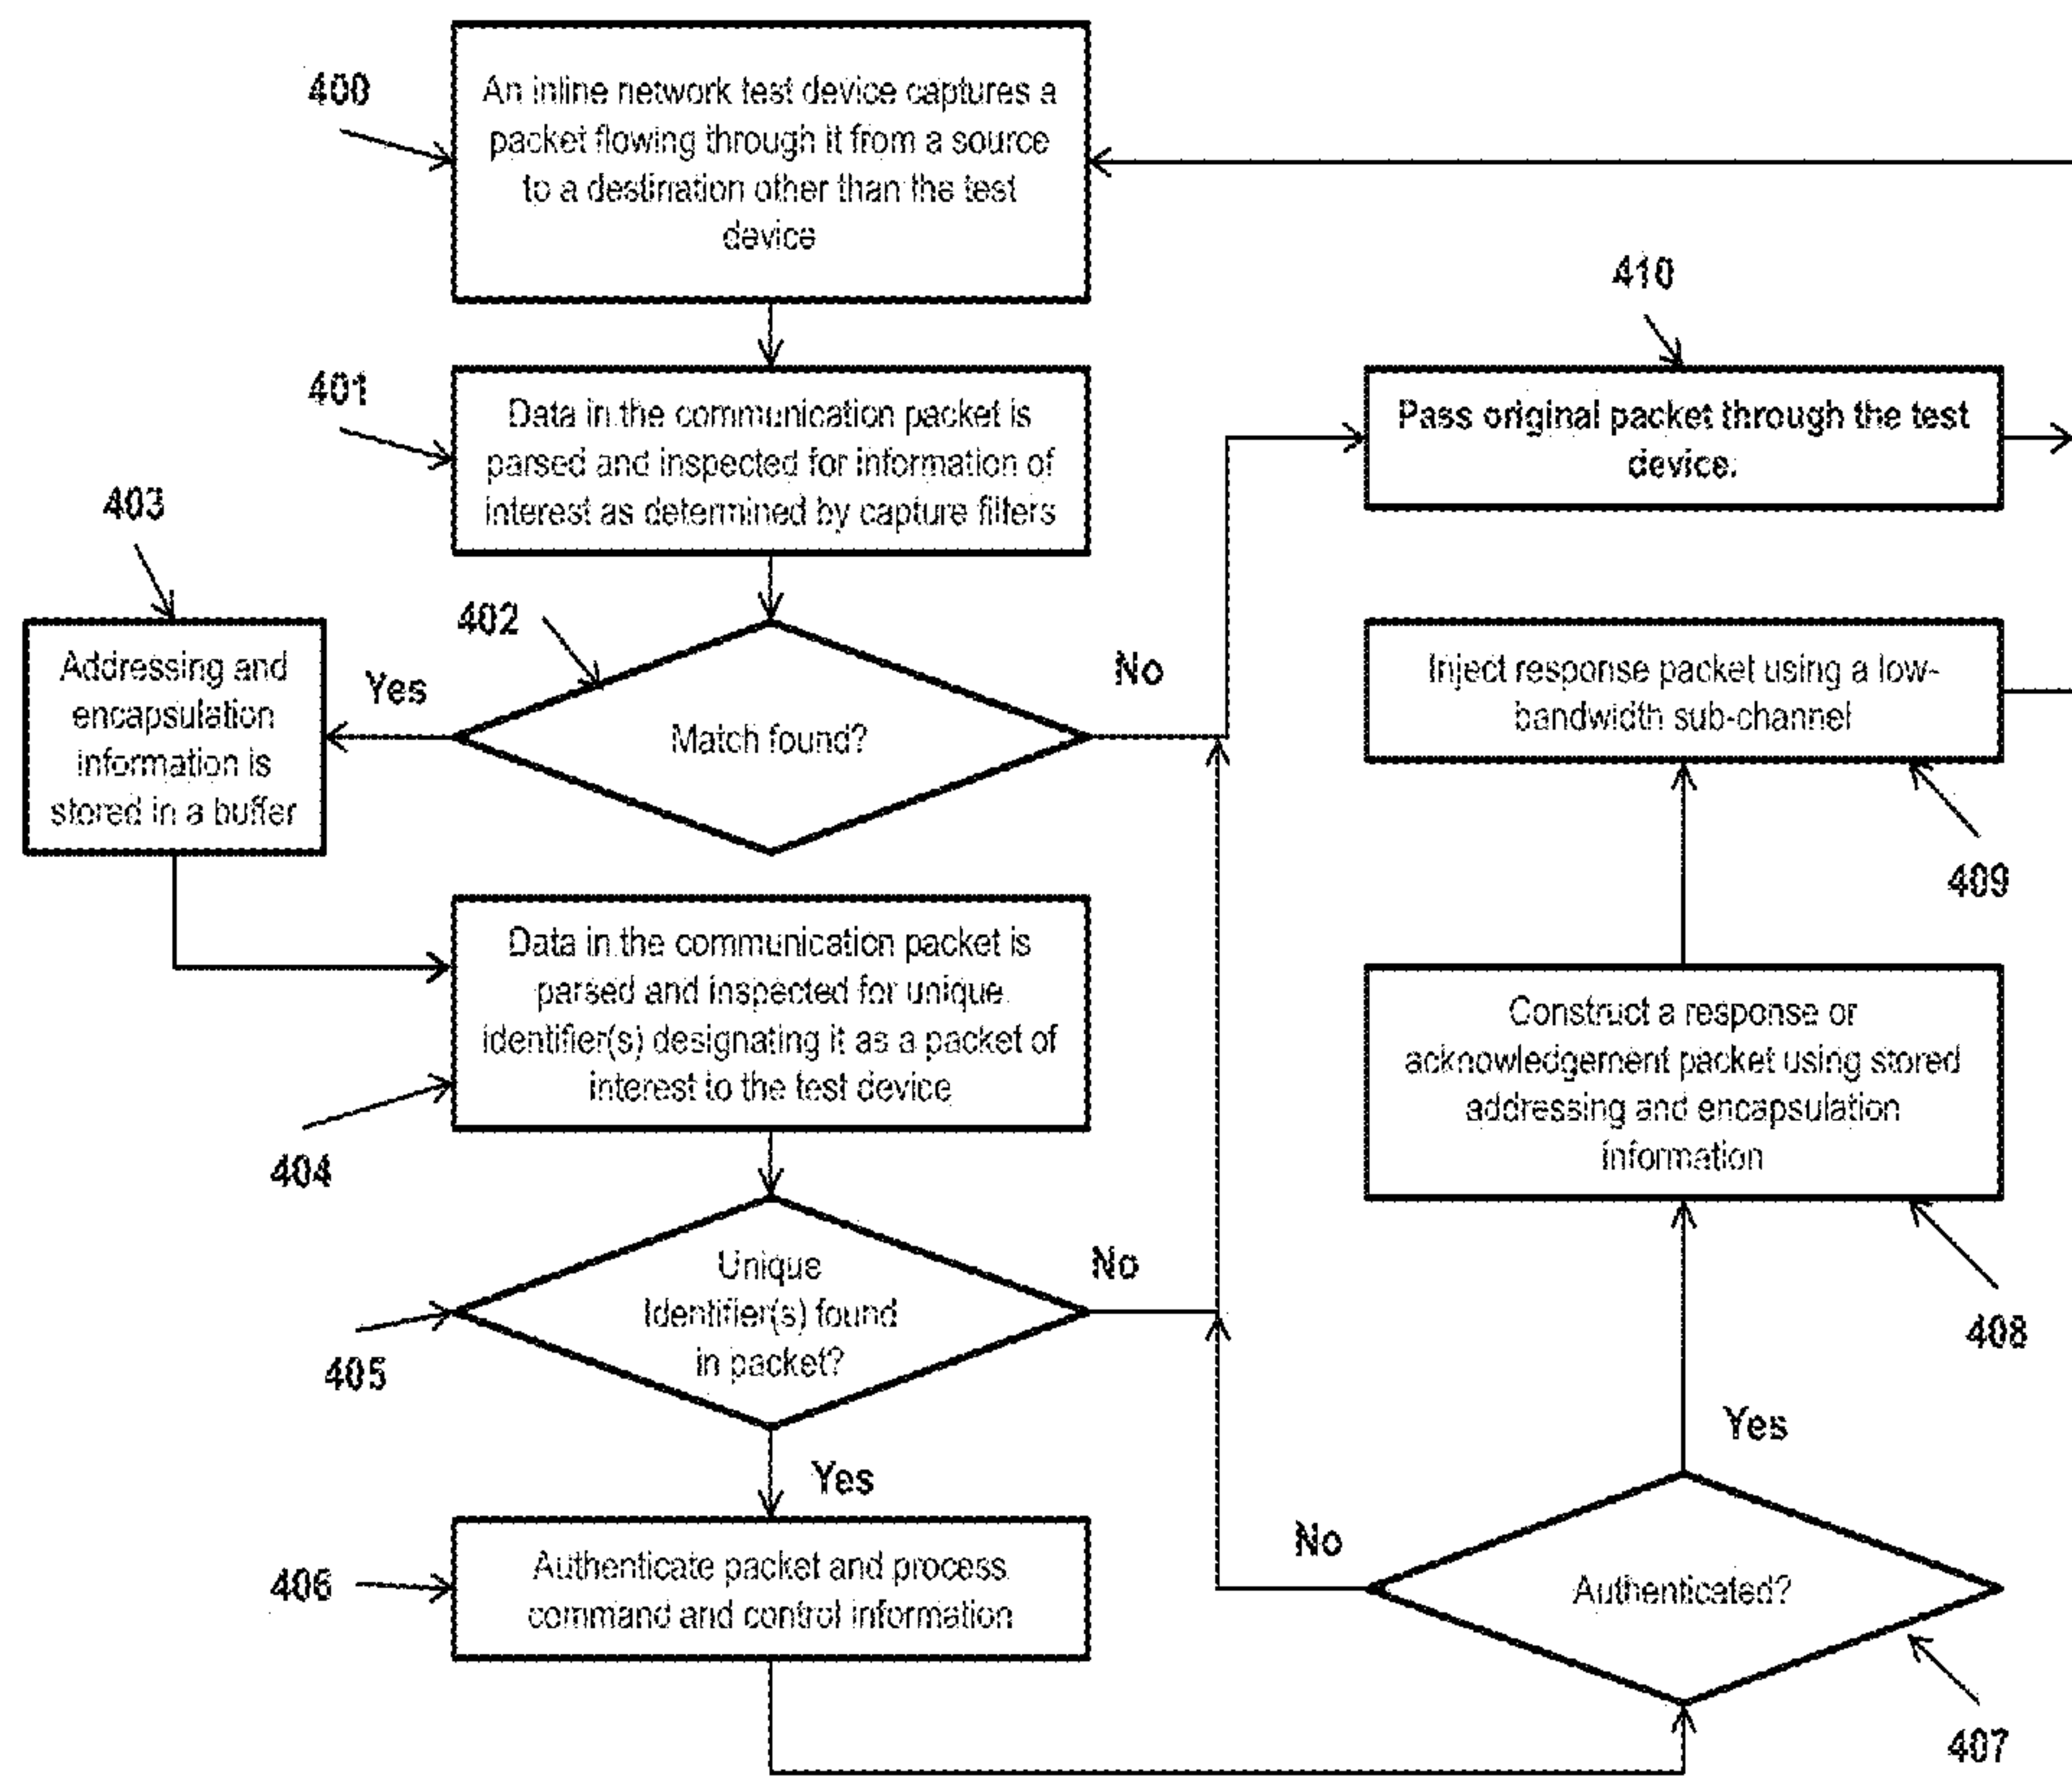 400
An inline network test device captures a
packet flowing through it from a source
to a destination other than the test
device
401
Data in the communication packet is
parsed and inspected for information of
interest as determined by capture filters
402
Match found?
Yes
No
403
Addressing and
encapsulation
information is
stored in a buffer
Data in the communication packet is
parsed and inspected for unique
identifier(s) designating it as a packet of
interest to the test device
404
Unique
Identifier(s) found
in packet?
No
405
Yes
406
Authenticate packet and process
command and control information
410
Pass original packet through the test
device.
Inject response packet using a low-
bandwidth sub-channel
409
Construct a response or
acknowledgement packet using stored
addressing and encapsulation
information
408
Yes
No
Authenticated?
407